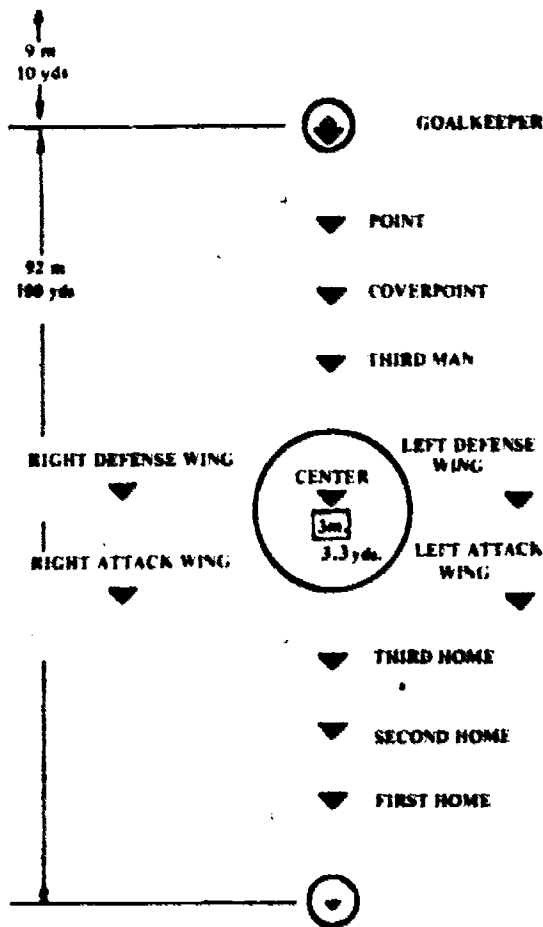 9 m
10 yds
GOALKEEPER
POINT
92 m
100 yds
COVERPOINT
THIRD MAN
RIGHT DEFENSE WING
LEFT DEFENSE
WING
CENTER
3m.
3.3 yds.
RIGHT ATTACK WING
LEFT ATTACK
WING
THIRD HOME
SECOND HOME
FIRST HOME